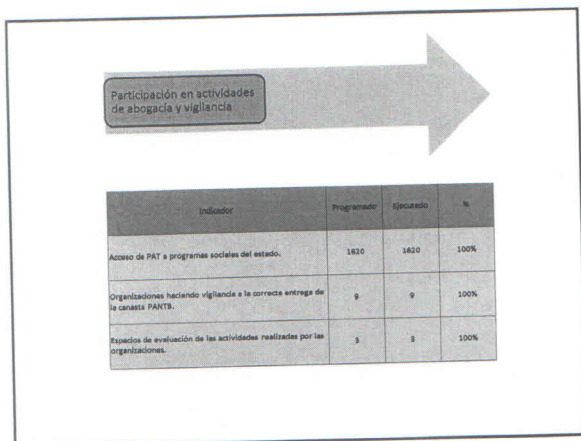 Participación en actividades
de abogacía y vigilancia
Indicador Programado Ejecutado %
Acceso de PAT a programas sociales del estado. 1620 1620 100%
Organizaciones haciendo vigilancia a la correcta entrega de
la canasta PANTB. 9 9 100%
Espacios de evaluación de las actividades realizadas por las
organizaciones. 3 3 100%